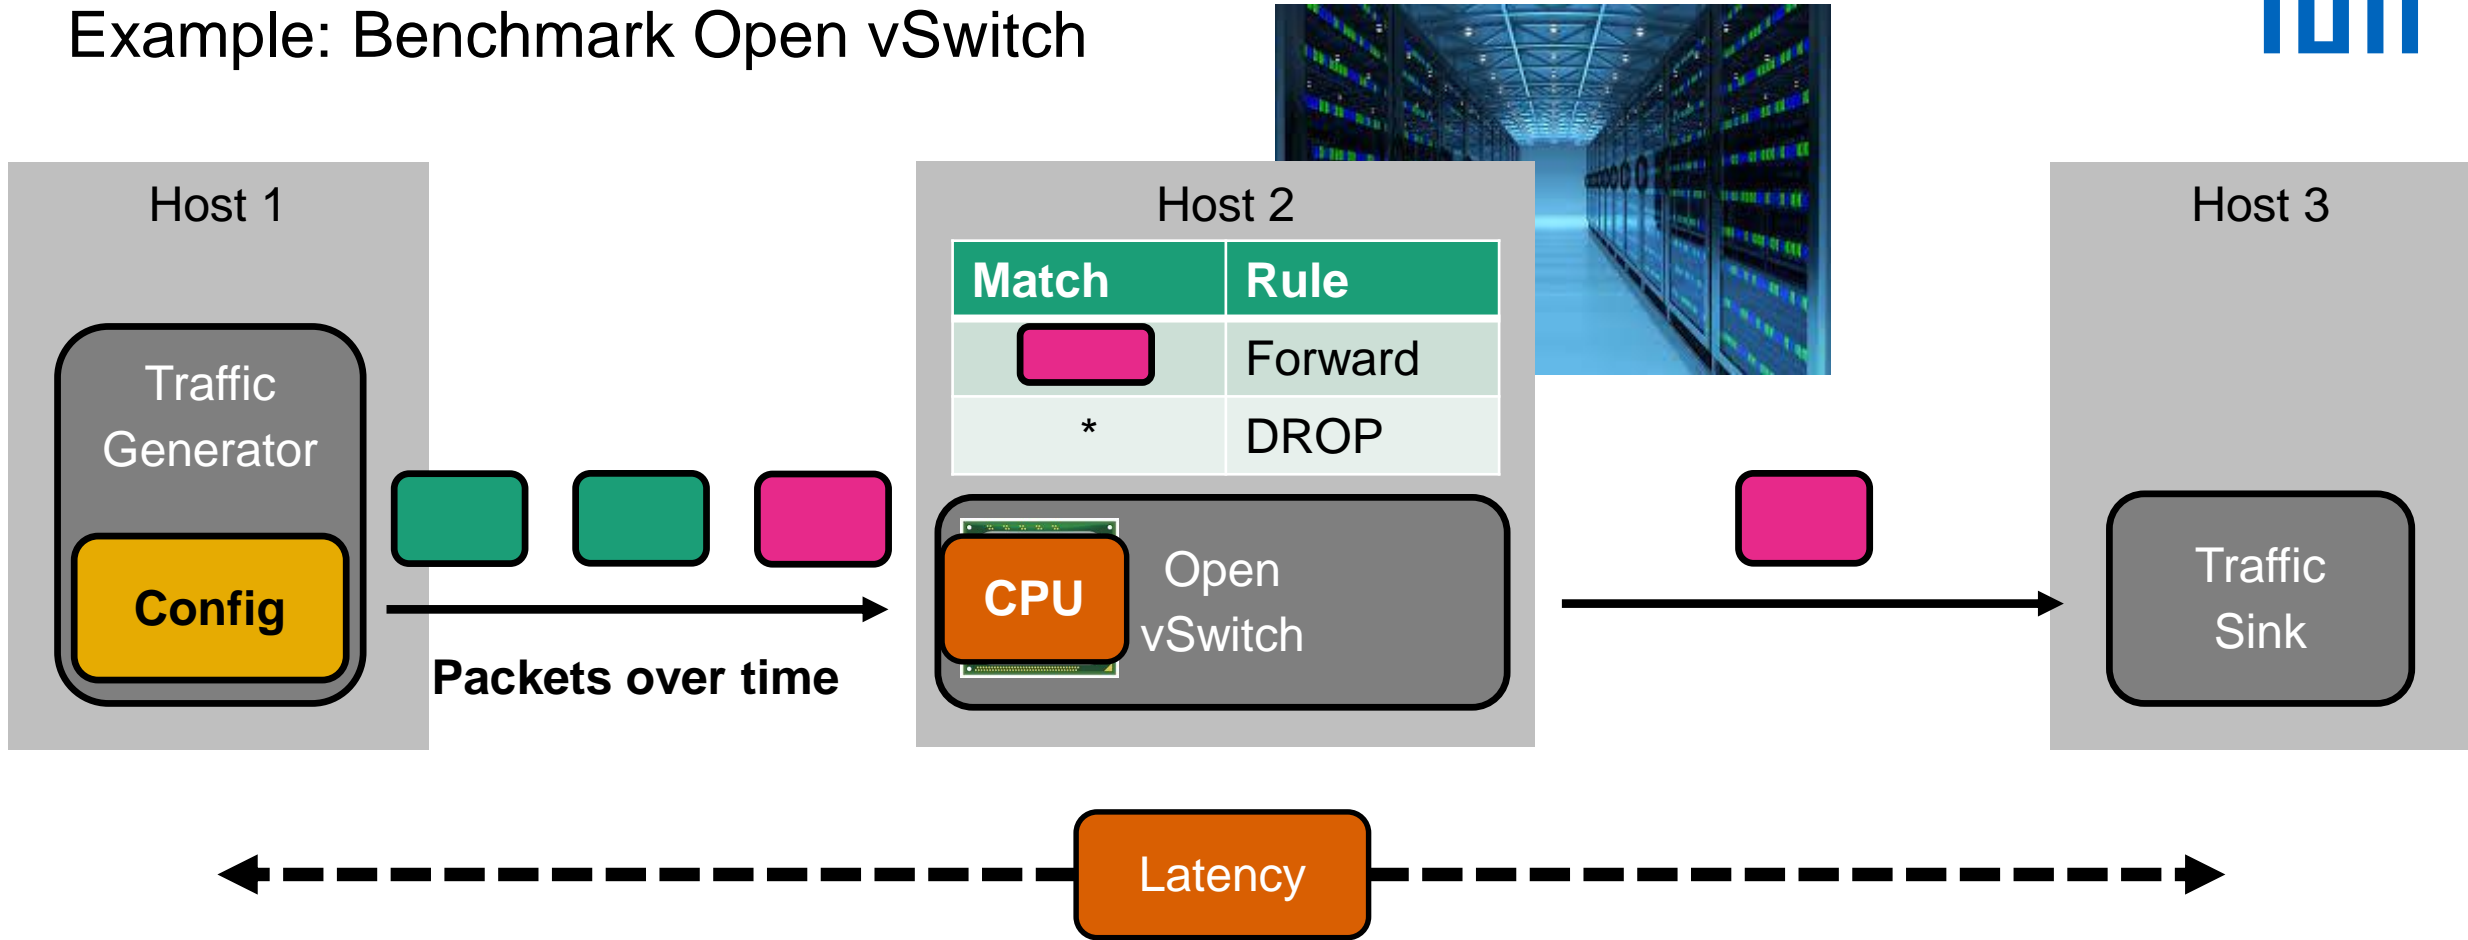 Example: Benchmark Open vSwitch
Host 1
Traffic
Generator
Config
Packets over time
Host 2
Match Rule
Forward
* DROP
CPU
Open
vSwitch
Host 3
Traffic
Sink
Latency